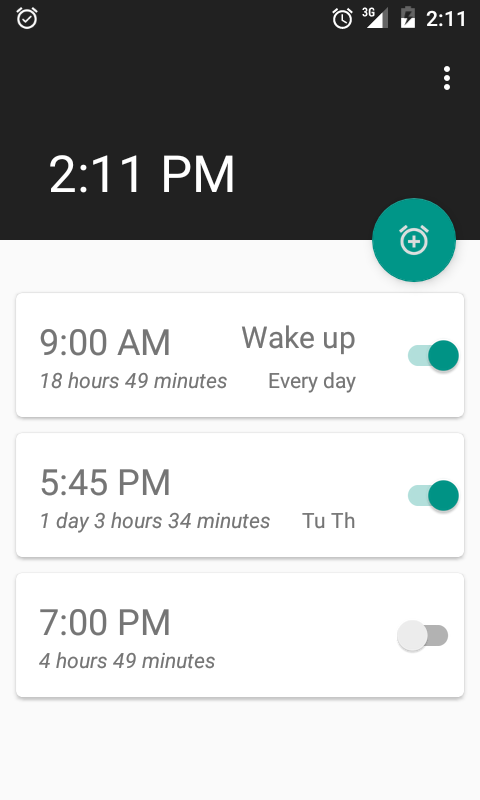 3G 2:11
2:11 PM
9:00 AM Wake up
18 hours 49 minutes Every day
5:45 PM
1 day 3 hours 34 minutes Tu Th
7:00 PM
4 hours 49 minutes